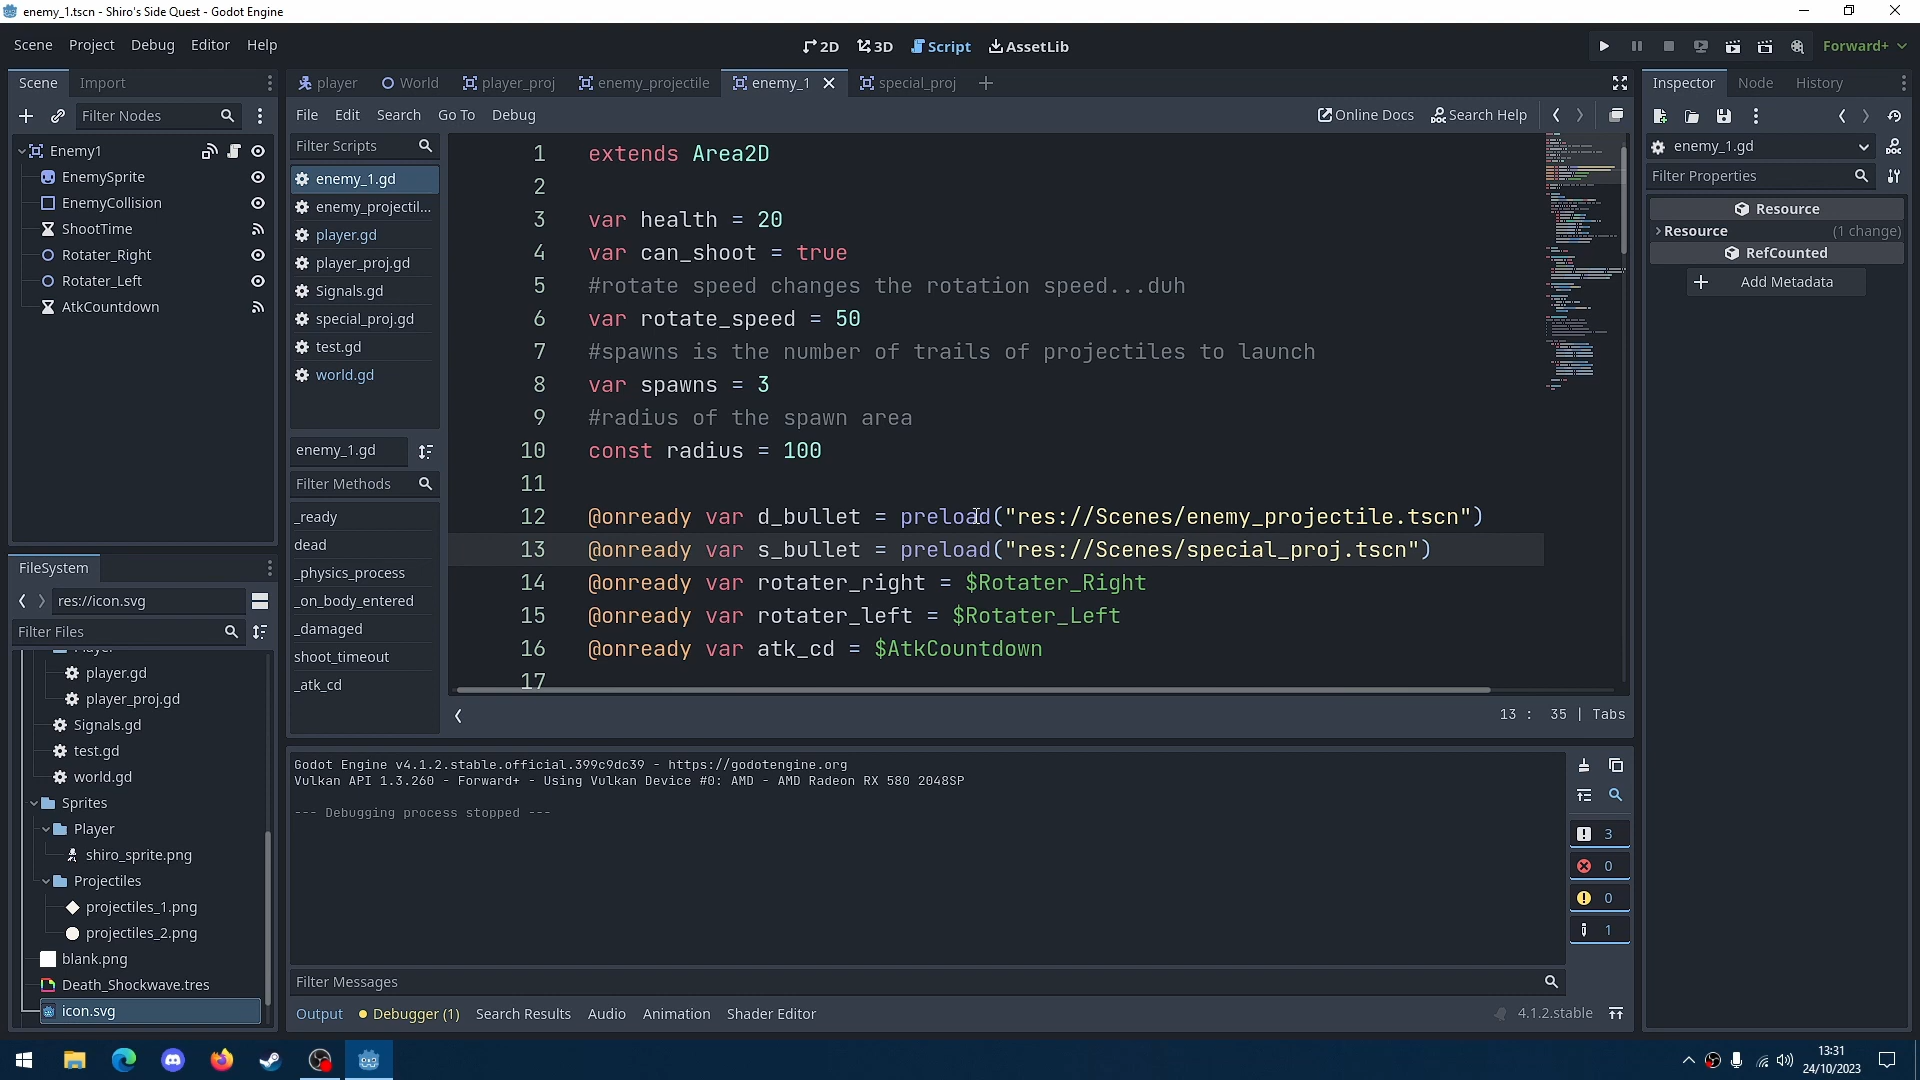 enemy_1.tscn - Shiro's Side Quest - Godot Engine
Scene Project Debug Editor Help
2D 3D Script AssetLib
Forward+
Scene Import
player World player_proj enemy_projectile enemy_1 special_proj
Inspector Node History
Filter Nodes
File Edit Search Go To Debug
Online Docs Search Help
Enemy1
EnemySprite
EnemyCollision
ShootTime
Rotater_Right
Rotater_Left
AtkCountdown
Filter Scripts
enemy_1.gd
enemy_projectil...
player.gd
player_proj.gd
Signals.gd
special_proj.gd
test.gd
world.gd
enemy_1.gd
Filter Methods
_ready
dead
_physics_process
_on_body_entered
_damaged
shoot_timeout
_atk_cd
1 extends Area2D
2
3 var health = 20
4 var can_shoot = true
5 #rotate speed changes the rotation speed...duh
6 var rotate_speed = 50
7 #spawns is the number of trails of projectiles to launch
8 var spawns = 3
9 #radius of the spawn area
10 const radius = 100
11
12 @onready var d_bullet = preload("res://Scenes/enemy_projectile.tscn")
13 @onready var s_bullet = preload("res://Scenes/special_proj.tscn")
14 @onready var rotater_right = $Rotater_Right
15 @onready var rotater_left = $Rotater_Left
16 @onready var atk_cd = $AtkCountdown
17
13 : 35 | Tabs
enemy_1.gd
Filter Properties
Resource
Resource (1 change)
RefCounted
Add Metadata
FileSystem
res://icon.svg
Filter Files
Player
player.gd
player_proj.gd
Signals.gd
test.gd
world.gd
Sprites
Player
shiro_sprite.png
Projectiles
projectiles_1.png
projectiles_2.png
blank.png
Death_Shockwave.tres
icon.svg
Godot Engine v4.1.2.stable.official.399c9dc39 - https://godotengine.org
Vulkan API 1.3.260 - Forward+ - Using Vulkan Device #0: AMD - AMD Radeon RX 580 2048SP
--- Debugging process stopped ---
3
0
0
1
Filter Messages
Output Debugger (1) Search Results Audio Animation Shader Editor
4.1.2.stable
13:31
24/10/2023